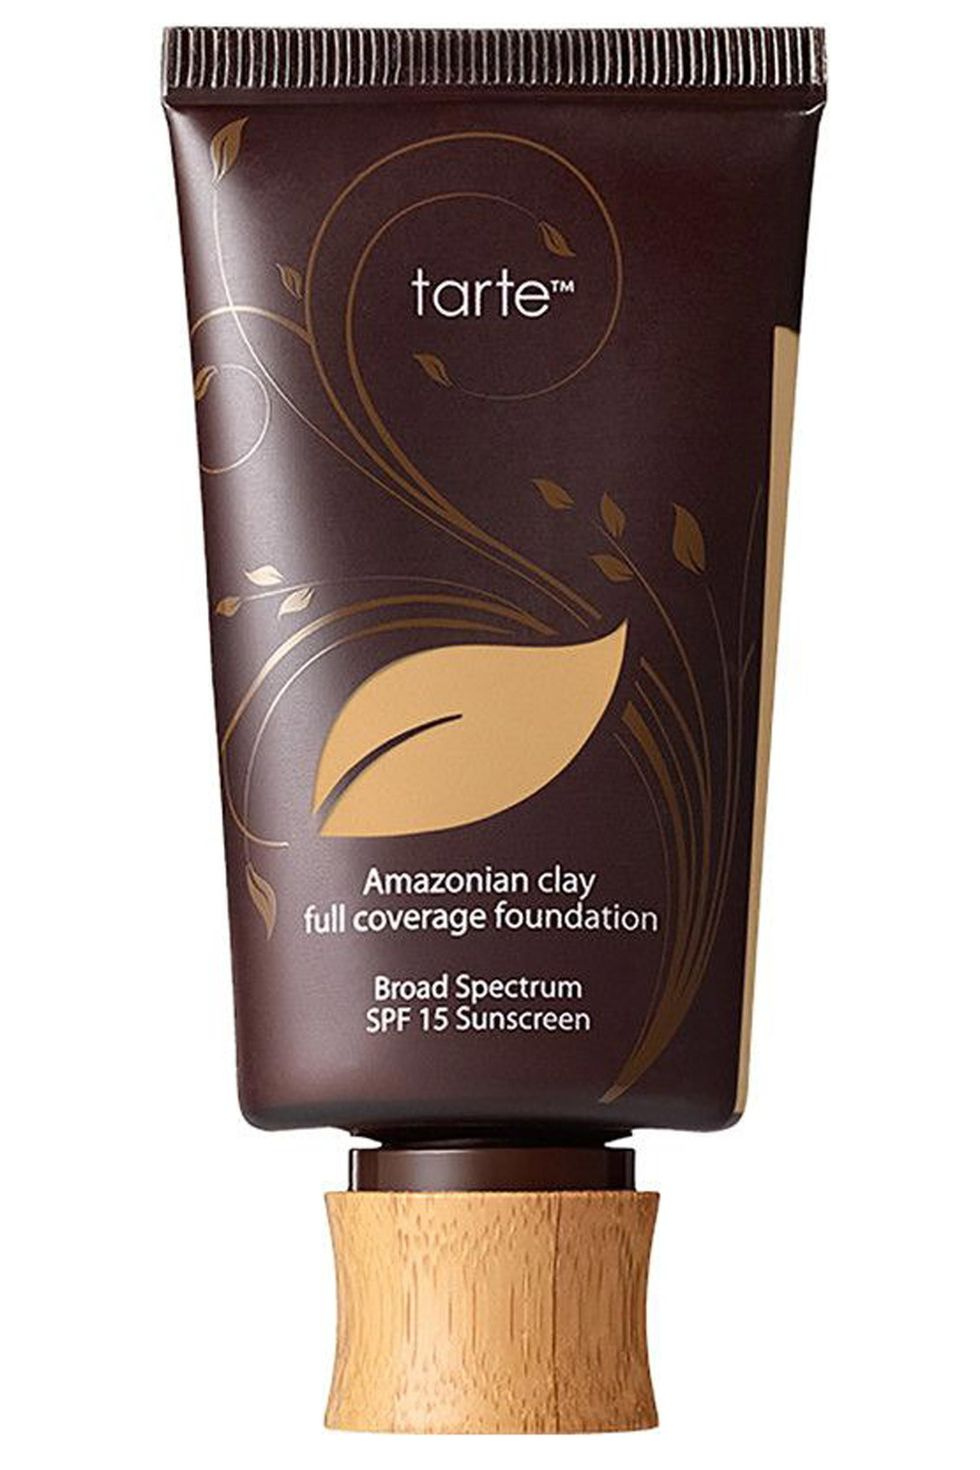 tarte™
Amazonian clay
full coverage foundation
Broad Spectrum
SPF 15 Sunscreen